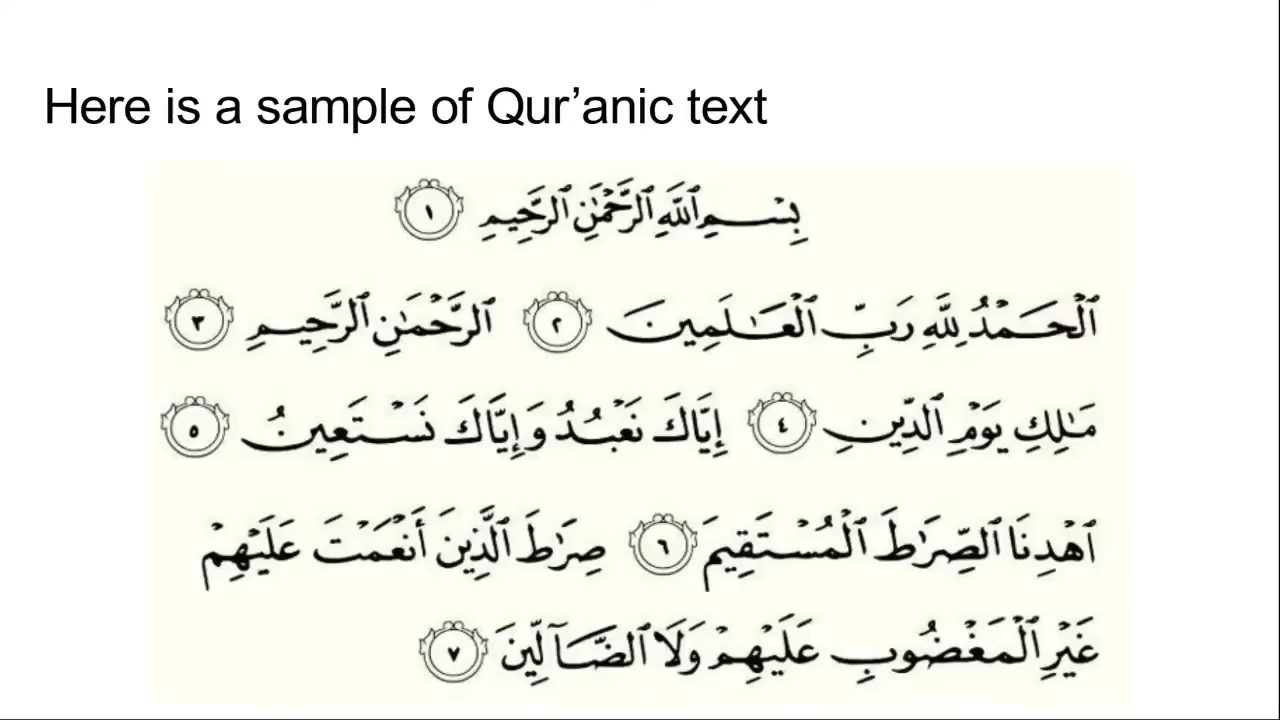 Here is a sample of Qur’anic text
بِسْمِ ٱللَّهِ ٱلرَّحْمَٰنِ ٱلرَّحِيمِ ١
ٱلْحَمْدُ لِلَّهِ رَبِّ ٱلْعَٰلَمِينَ ٢ ٱلرَّحْمَٰنِ ٱلرَّحِيمِ ٣
مَٰلِكِ يَوْمِ ٱلدِّينِ ٤ إِيَّاكَ نَعْبُدُ وَإِيَّاكَ نَسْتَعِينُ ٥
ٱهْدِنَا ٱلصِّرَٰطَ ٱلْمُسْتَقِيمَ ٦ صِرَٰطَ ٱلَّذِينَ أَنْعَمْتَ عَلَيْهِمْ
غَيْرِ ٱلْمَغْضُوبِ عَلَيْهِمْ وَلَا ٱلضَّآلِّينَ ٧